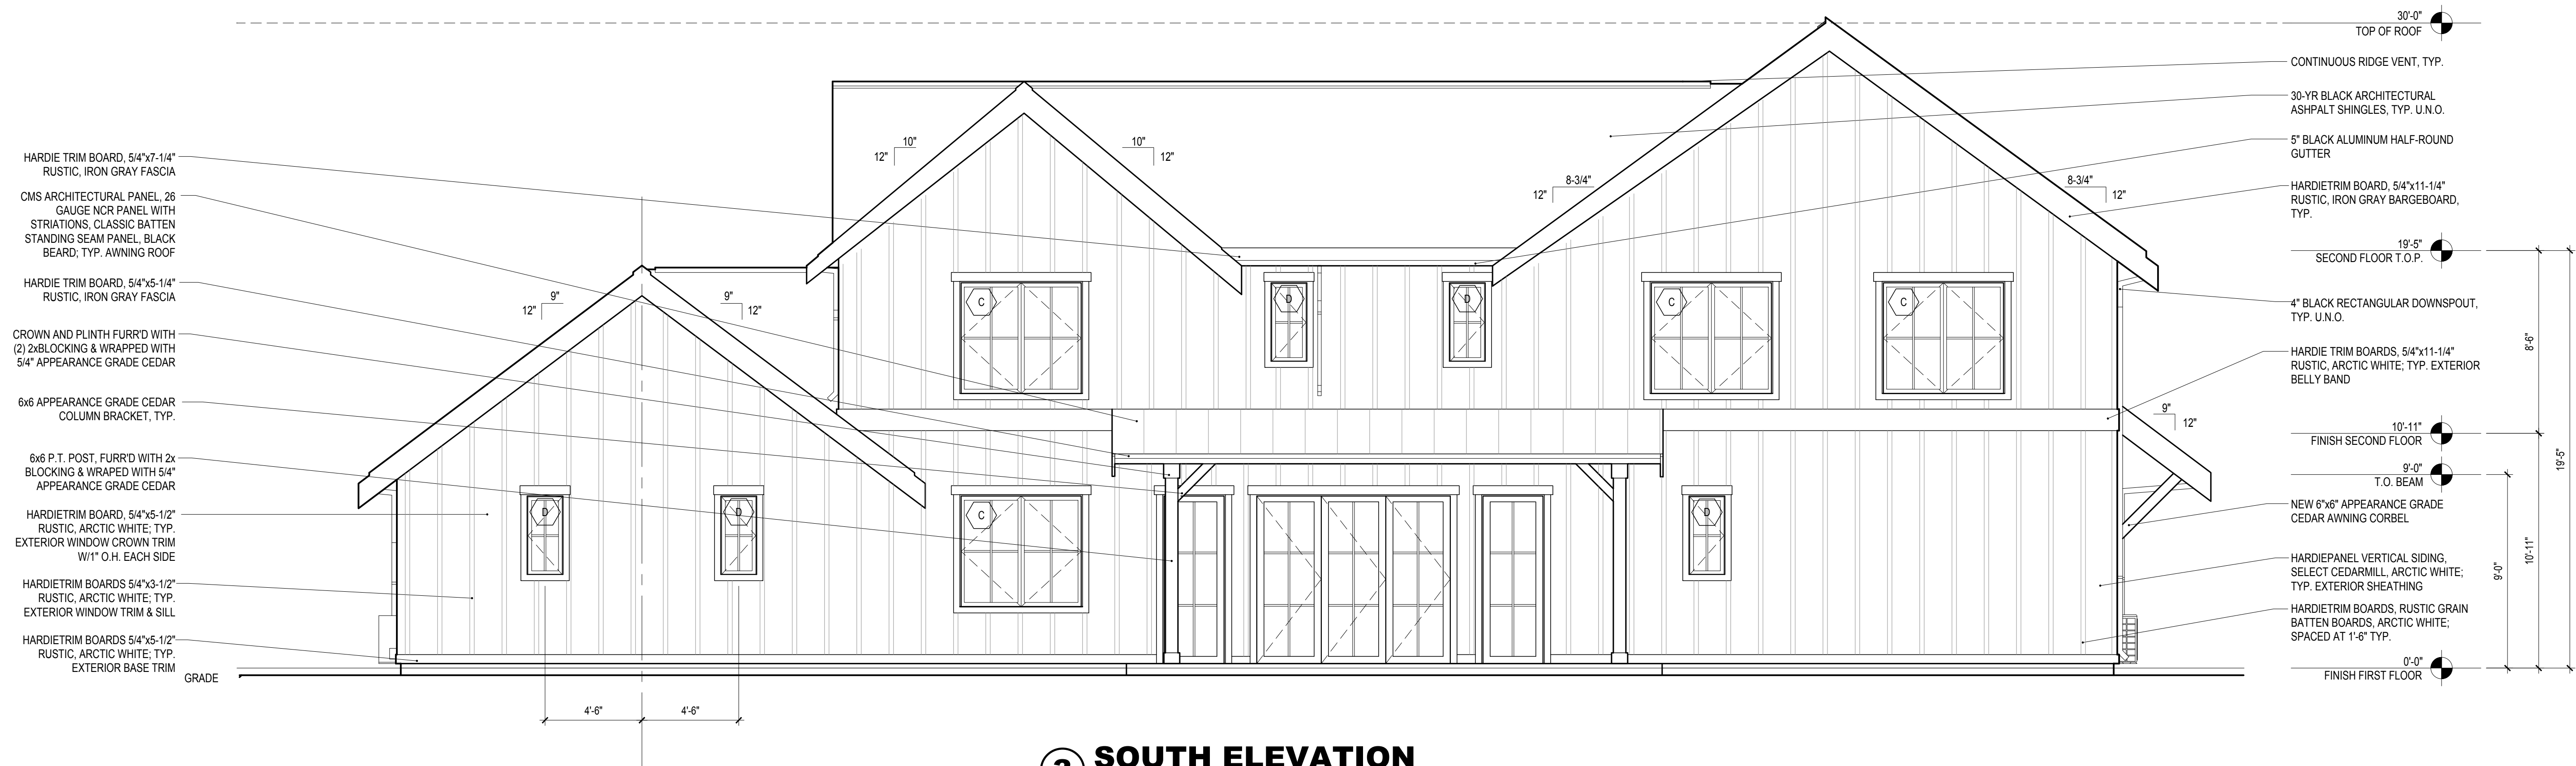 30'-0"
TOP OF ROOF
CONTINUOUS RIDGE VENT, TYP.
30-YR BLACK ARCHITECTURAL
ASHPALT SHINGLES, TYP. U.N.O.
5" BLACK ALUMINUM HALF-ROUND
GUTTER
HARDIETRIM BOARD, 5/4"x11-1/4"
RUSTIC, IRON GRAY BARGEBOARD,
TYP.
19'-5"
SECOND FLOOR T.O.P.
4" BLACK RECTANGULAR DOWNSPOUT,
TYP. U.N.O.
HARDIE TRIM BOARDS, 5/4"x11-1/4"
RUSTIC, ARCTIC WHITE; TYP. EXTERIOR
BELLY BAND
10'-11"
FINISH SECOND FLOOR
9'-0"
T.O. BEAM
NEW 6"x6" APPEARANCE GRADE
CEDAR AWNING CORBEL
HARDIEPANEL VERTICAL SIDING,
SELECT CEDARMILL, ARCTIC WHITE;
TYP. EXTERIOR SHEATHING
HARDIETRIM BOARDS, RUSTIC GRAIN
BATTEN BOARDS, ARCTIC WHITE;
SPACED AT 1'-6" TYP.
0'-0"
FINISH FIRST FLOOR
8'-6"
10'-11"
9'-0"
19'-5"
HARDIE TRIM BOARD, 5/4"x7-1/4"
RUSTIC, IRON GRAY FASCIA
CMS ARCHITECTURAL PANEL, 26
GAUGE NCR PANEL WITH
STRIATIONS, CLASSIC BATTEN
STANDING SEAM PANEL, BLACK
BEARD; TYP. AWNING ROOF
HARDIE TRIM BOARD, 5/4"x5-1/4"
RUSTIC, IRON GRAY FASCIA
CROWN AND PLINTH FURR'D WITH
(2) 2xBLOCKING & WRAPPED WITH
5/4" APPEARANCE GRADE CEDAR
6x6 APPEARANCE GRADE CEDAR
COLUMN BRACKET, TYP.
6x6 P.T. POST, FURR'D WITH 2x
BLOCKING & WRAPED WITH 5/4"
APPEARANCE GRADE CEDAR
HARDIETRIM BOARD, 5/4"x5-1/2"
RUSTIC, ARCTIC WHITE; TYP.
EXTERIOR WINDOW CROWN TRIM
W/1" O.H. EACH SIDE
HARDIETRIM BOARDS 5/4"x3-1/2"
RUSTIC, ARCTIC WHITE; TYP.
EXTERIOR WINDOW TRIM & SILL
HARDIETRIM BOARDS 5/4"x5-1/2"
RUSTIC, ARCTIC WHITE; TYP.
EXTERIOR BASE TRIM
GRADE
10"
12"
10"
12"
8-3/4"
12"
8-3/4"
12"
9"
12"
9"
12"
9"
12"
C
D
D
C
C
D
D
C
D
4'-6"
4'-6"
SOUTH ELEVATION